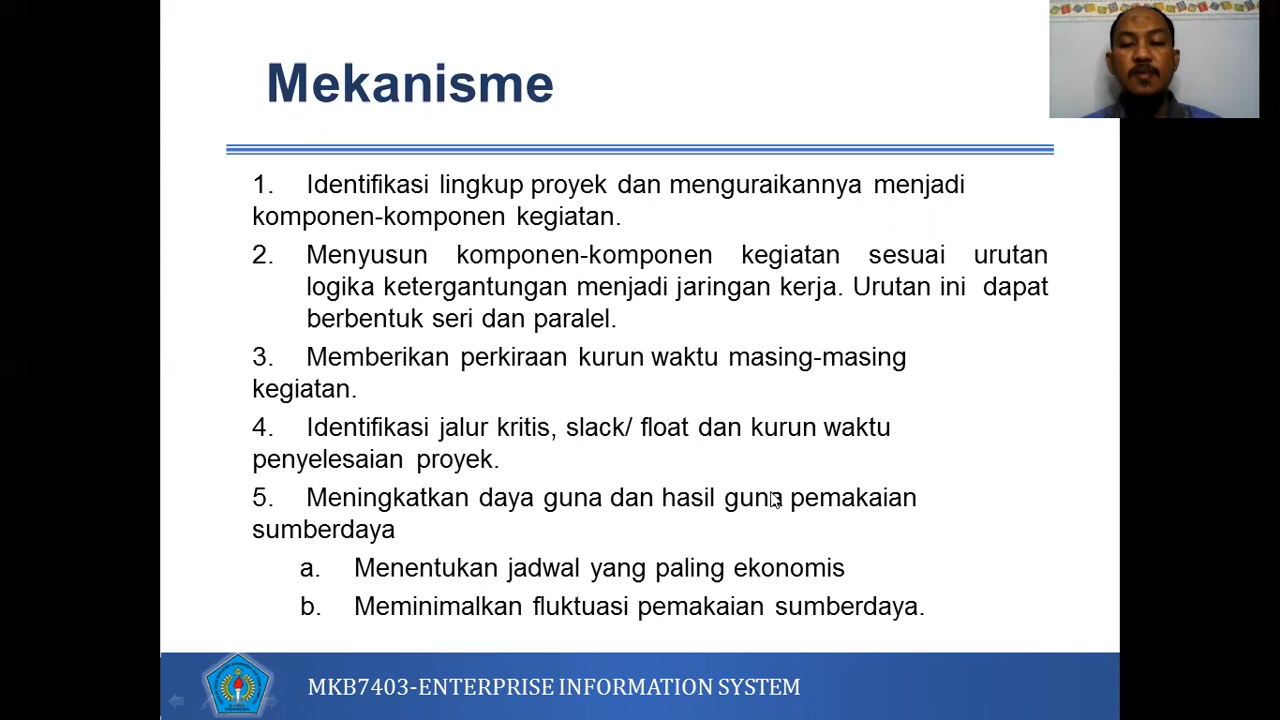 Mekanisme
1. Identifikasi lingkup proyek dan menguraikannya menjadi
komponen-komponen kegiatan.
2. Menyusun komponen-komponen kegiatan sesuai urutan
logika ketergantungan menjadi jaringan kerja. Urutan ini dapat
berbentuk seri dan paralel.
3. Memberikan perkiraan kurun waktu masing-masing
kegiatan.
4. Identifikasi jalur kritis, slack/ float dan kurun waktu
penyelesaian proyek.
5. Meningkatkan daya guna dan hasil guna pemakaian
sumberdaya
a. Menentukan jadwal yang paling ekonomis
b. Meminimalkan fluktuasi pemakaian sumberdaya.
MKB7403-ENTERPRISE INFORMATION SYSTEM